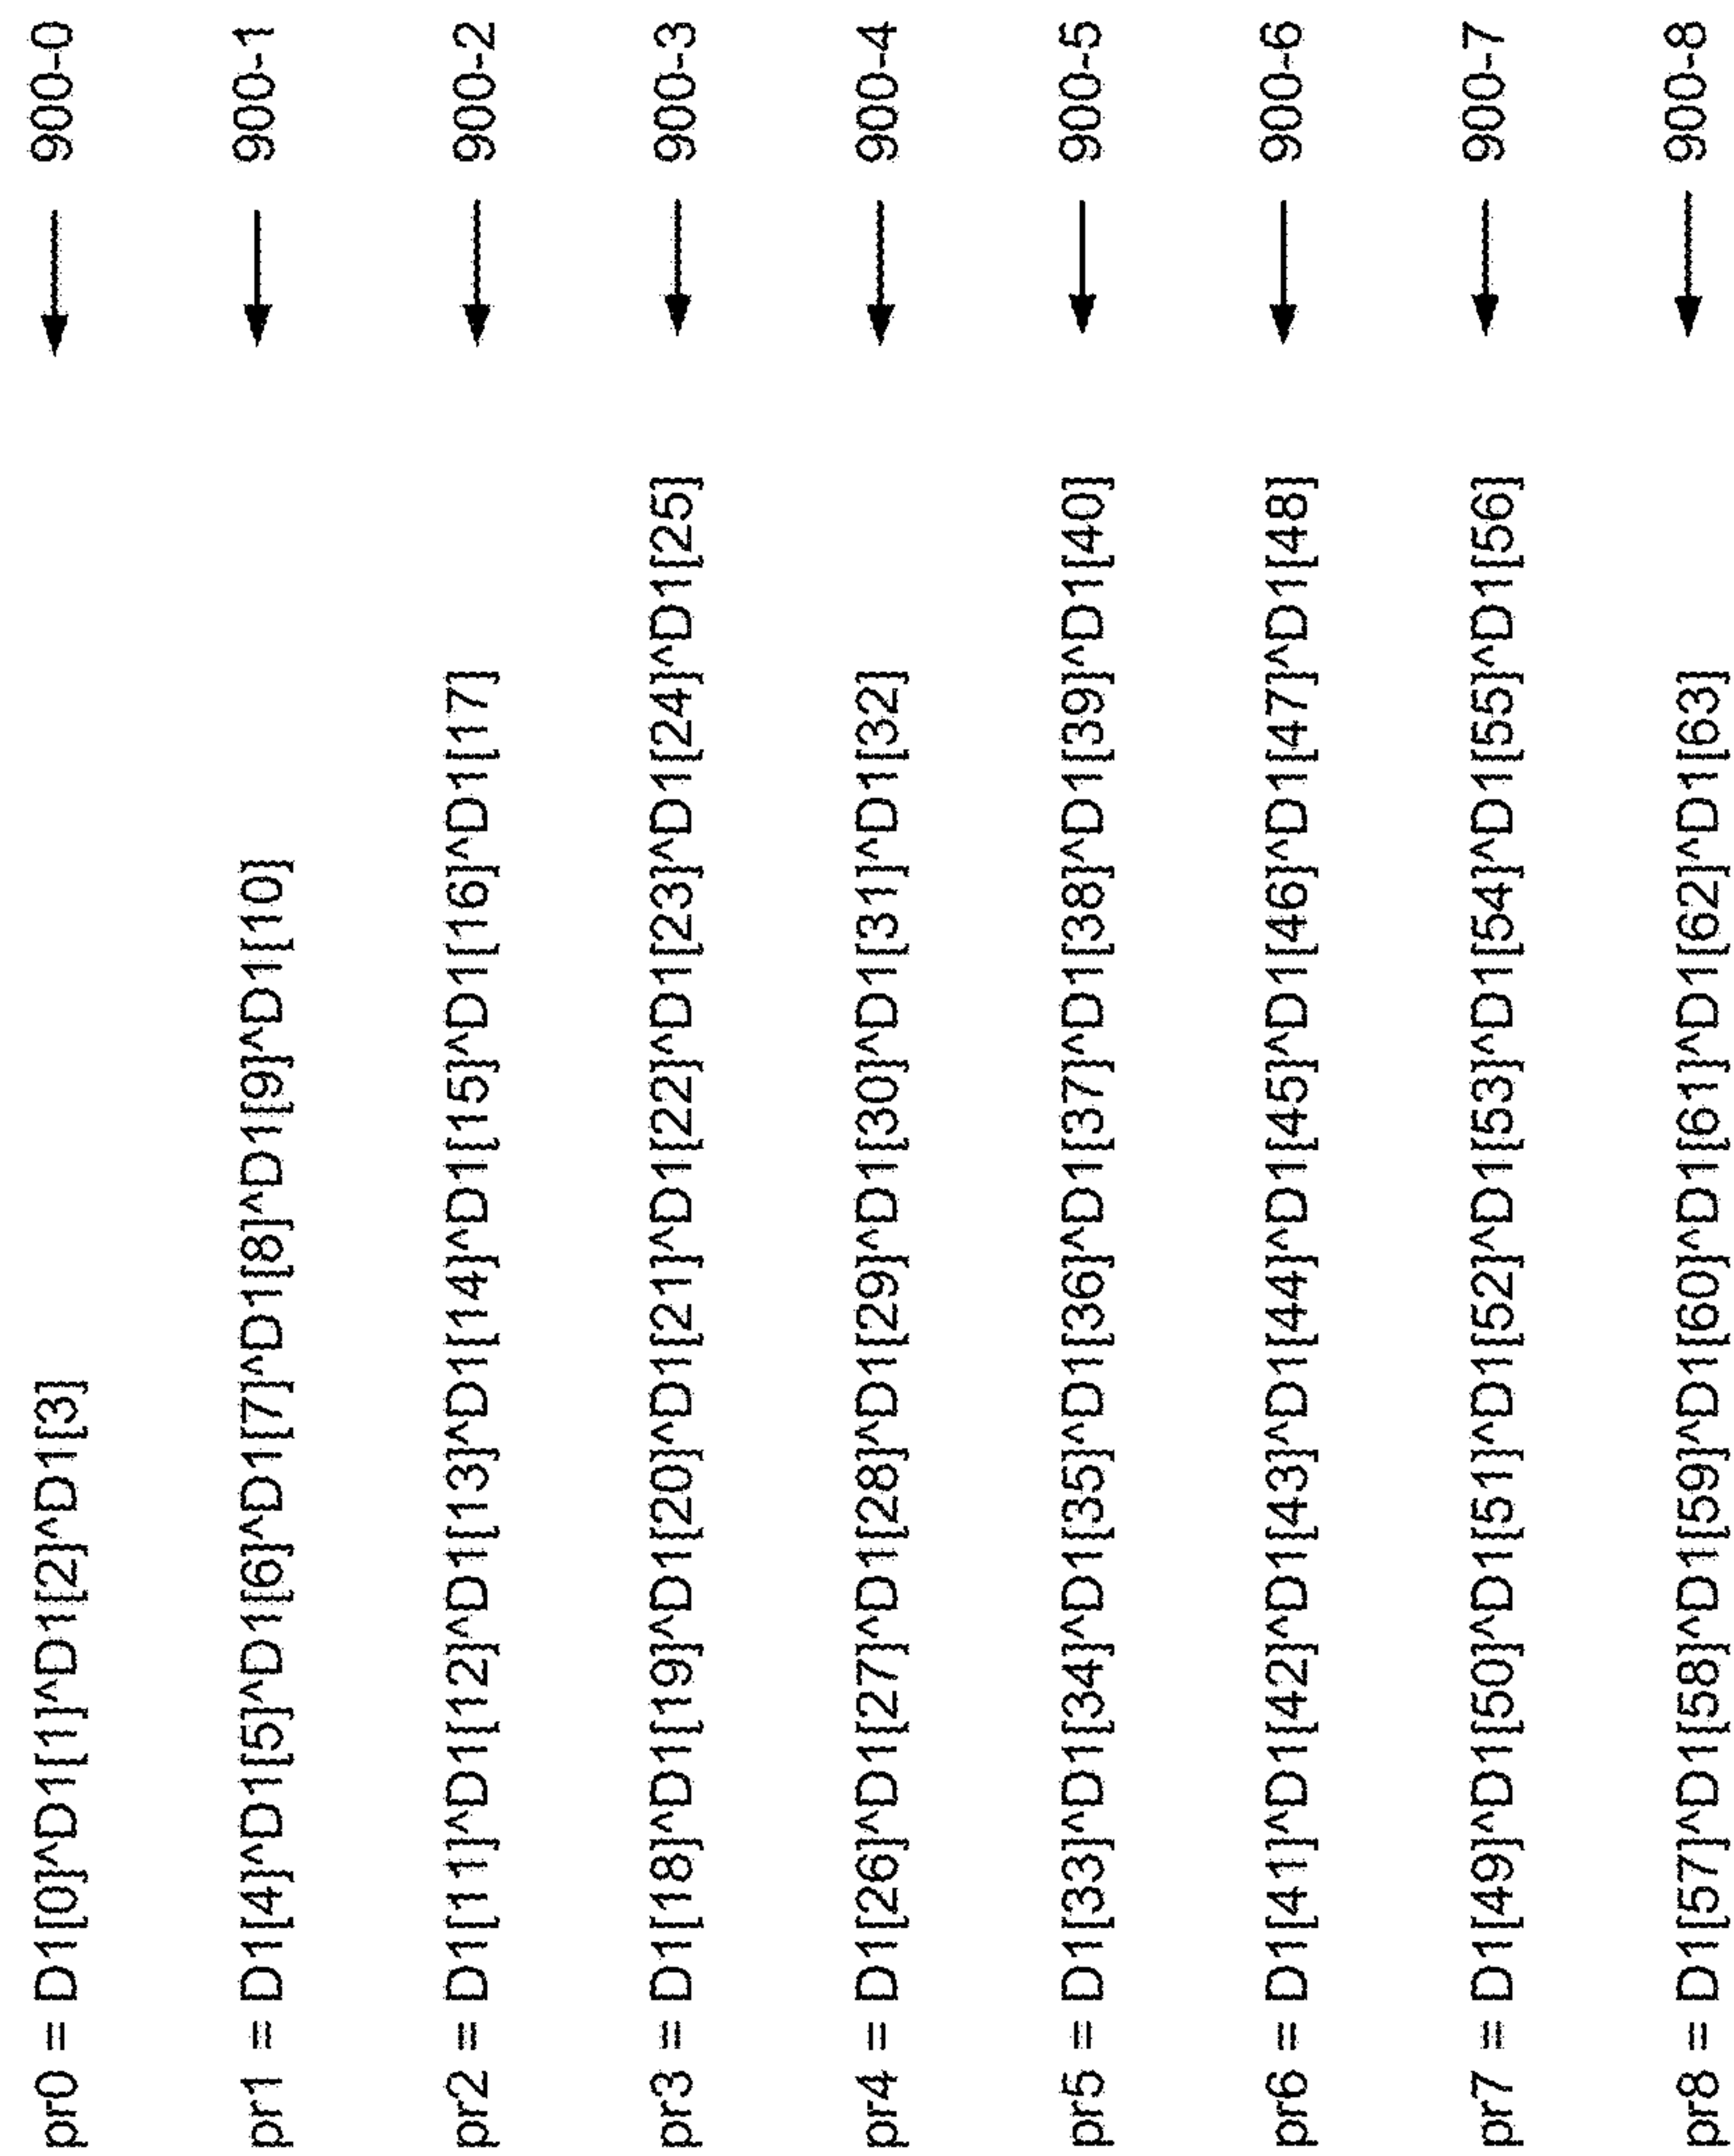 pr0 = D1[0]^D1[1]^D1[2]^D1[3] 900-0
pr1 = D1[4]^D1[5]^D1[6]^D1[7]^D1[8]^D1[9]^D1[10] 900-1
pr2 = D1[11]^D1[12]^D1[13]^D1[14]^D1[15]^D1[16]^D1[17] 900-2
pr3 = D1[18]^D1[19]^D1[20]^D1[21]^D1[22]^D1[23]^D1[24]^D1[25] 900-3
pr4 = D1[26]^D1[27]^D1[28]^D1[29]^D1[30]^D1[31]^D1[32] 900-4
pr5 = D1[33]^D1[34]^D1[35]^D1[36]^D1[37]^D1[38]^D1[39]^D1[40] 900-5
pr6 = D1[41]^D1[42]^D1[43]^D1[44]^D1[45]^D1[46]^D1[47]^D1[48] 900-6
pr7 = D1[49]^D1[50]^D1[51]^D1[52]^D1[53]^D1[54]^D1[55]^D1[56] 900-7
pr8 = D1[57]^D1[58]^D1[59]^D1[60]^D1[61]^D1[62]^D1[63] 900-8